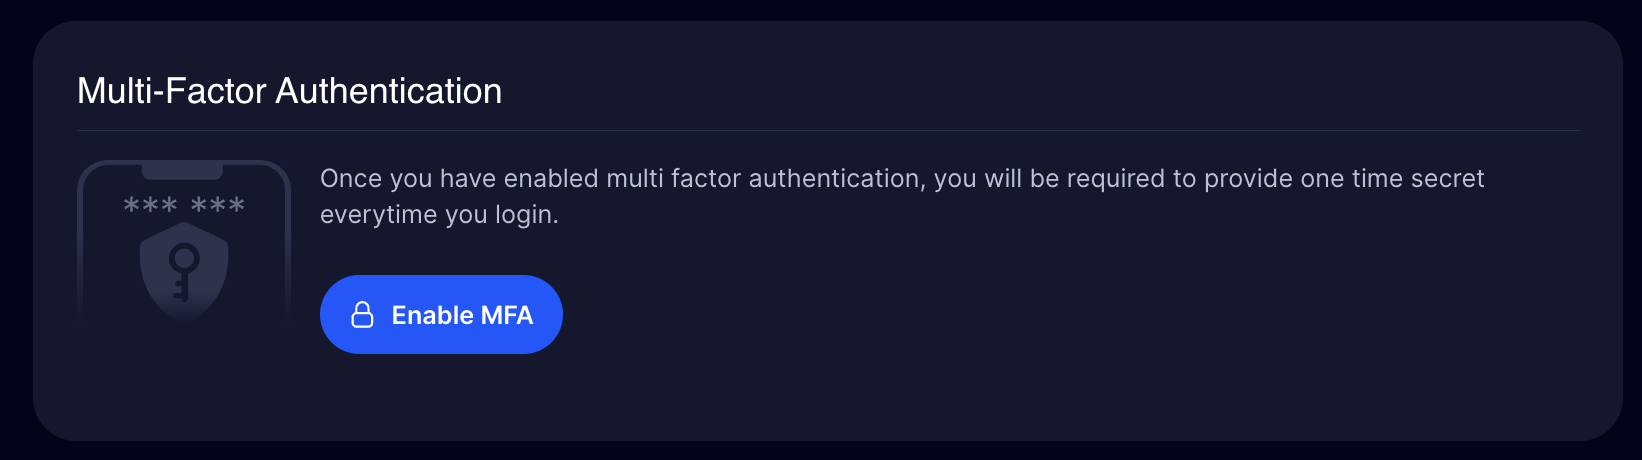 Multi-Factor Authentication
*** ***
Once you have enabled multi factor authentication, you will be required to provide one time secret
everytime you login.
Enable MFA